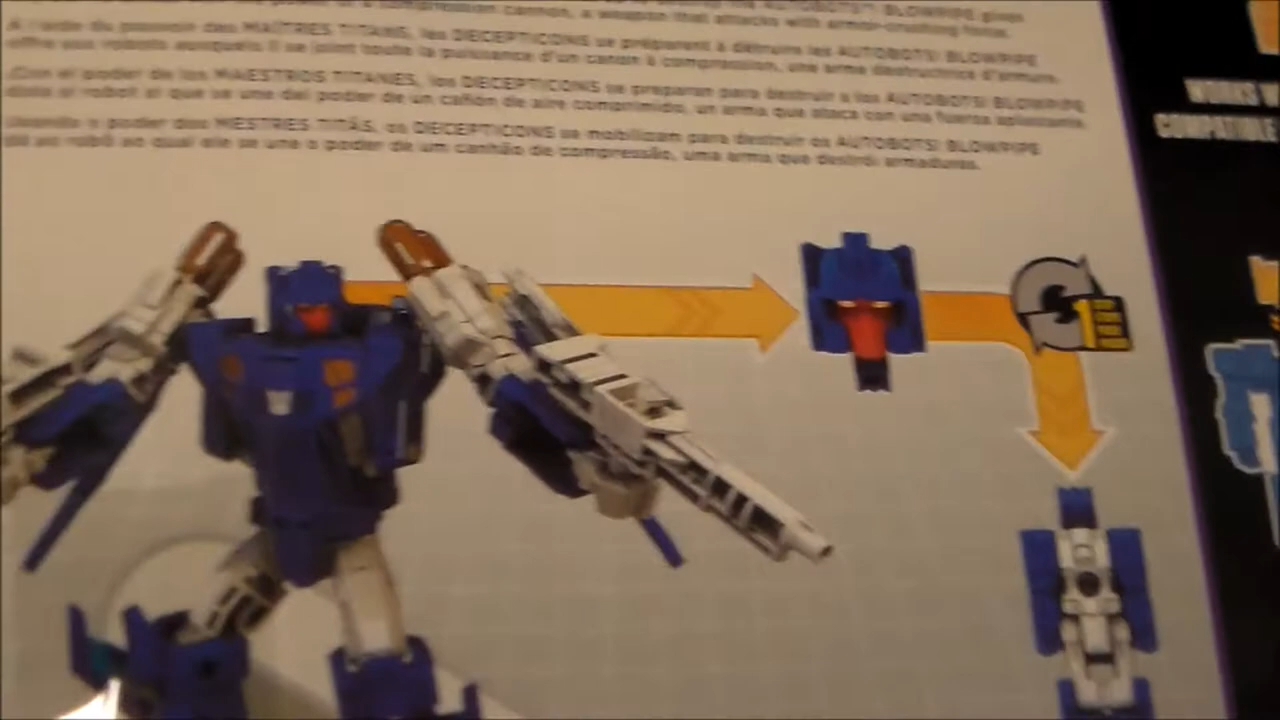 a compression cannon, a weapon that attacks with armor-crushing force.
À l'aide du pouvoir des MAÎTRES TITANS, les DECEPTICONS se préparent à détruire les AUTOBOTS! BLOWPIPE
offre aux robots auxquels il se joint toute la puissance d'un canon à compression, une arme destructrice d'armure.
¡Con el poder de los MAESTROS TITANES, los DECEPTICONS se preparan para destruir a los AUTOBOTS! BLOWPIPE
al robot al que se une del poder de un cañón de aire comprimido, un arma que ataca con una fuerza aplastante.
o poder dos MESTRES TITÃS, os DECEPTICONS se mobilizam para destruir os AUTOBOTS! BLOWPIPE
ao robô ao qual ele se une o poder de um canhão de compressão, uma arma que destrói armaduras.
WORKS W
COMPATIBLE
1